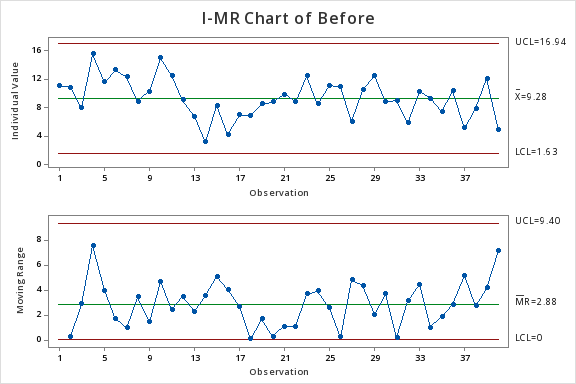 I-MR Chart of Before
Individual Value
16
12
8
4
0
UCL=16.94
X̅=9.28
LCL=1.63
1 5 9 13 17 21 25 29 33 37
Observation
Moving Range
8
6
4
2
0
UCL=9.40
M̅R̅=2.88
LCL=0
1 5 9 13 17 21 25 29 33 37
Observation